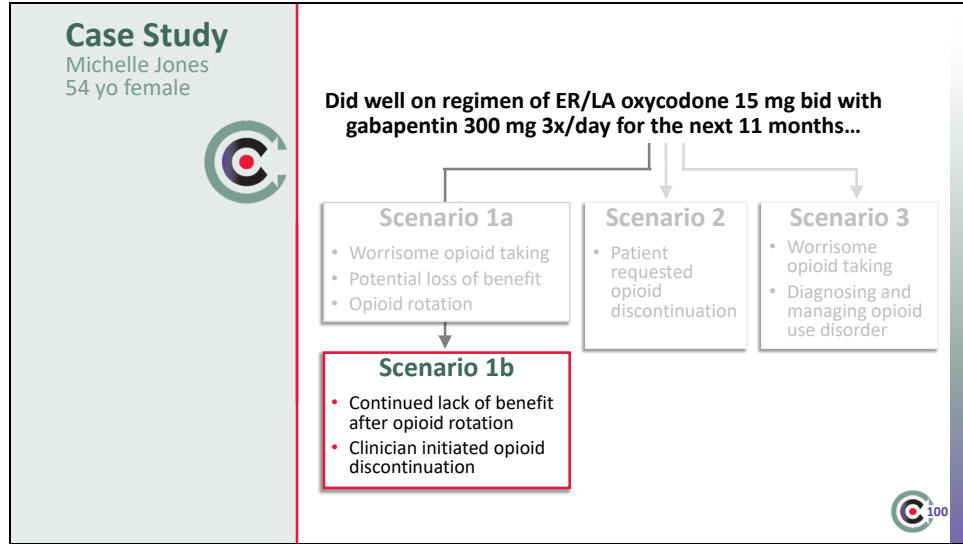 Case Study
Michelle Jones
54 yo female
Did well on regimen of ER/LA oxycodone 15 mg bid with
gabapentin 300 mg 3x/day for the next 11 months…
Scenario 1a
• Worrisome opioid taking
• Potential loss of benefit
• Opioid rotation
Scenario 2
• Patient
requested
opioid
discontinuation
Scenario 3
• Worrisome
opioid taking
• Diagnosing and
managing opioid
use disorder
Scenario 1b
• Continued lack of benefit
after opioid rotation
• Clinician initiated opioid
discontinuation
100